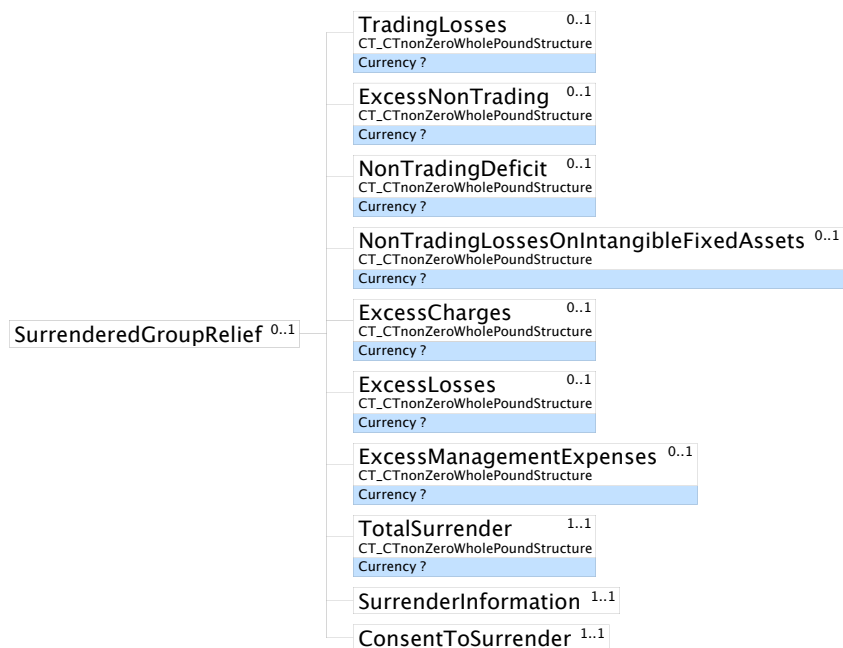 TradingLosses 0..1
CT_CTnonZeroWholePoundStructure
Currency ?
ExcessNonTrading 0..1
CT_CTnonZeroWholePoundStructure
Currency ?
NonTradingDeficit 0..1
CT_CTnonZeroWholePoundStructure
Currency ?
NonTradingLossesOnIntangibleFixedAssets 0..1
CT_CTnonZeroWholePoundStructure
Currency ?
SurrenderedGroupRelief 0..1
ExcessCharges 0..1
CT_CTnonZeroWholePoundStructure
Currency ?
ExcessLosses 0..1
CT_CTnonZeroWholePoundStructure
Currency ?
ExcessManagementExpenses 0..1
CT_CTnonZeroWholePoundStructure
Currency ?
TotalSurrender 1..1
CT_CTnonZeroWholePoundStructure
Currency ?
SurrenderInformation 1..1
ConsentToSurrender 1..1